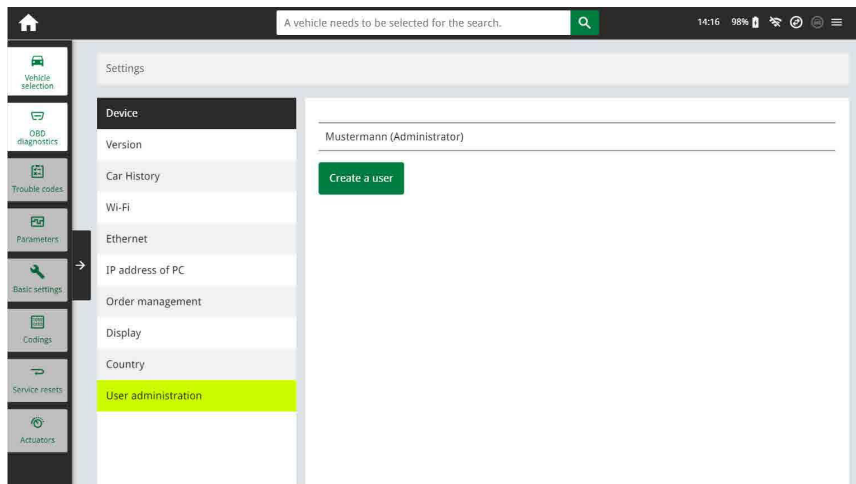 A vehicle needs to be selected for the search.
14:16 98%
Vehicle
selection
OBD
diagnostics
Trouble codes
Parameters
Basic settings
Codings
Service resets
Actuators
Settings
Device
Version
Car History
Wi-Fi
Ethernet
IP address of PC
Order management
Display
Country
User administration
Mustermann (Administrator)
Create a user